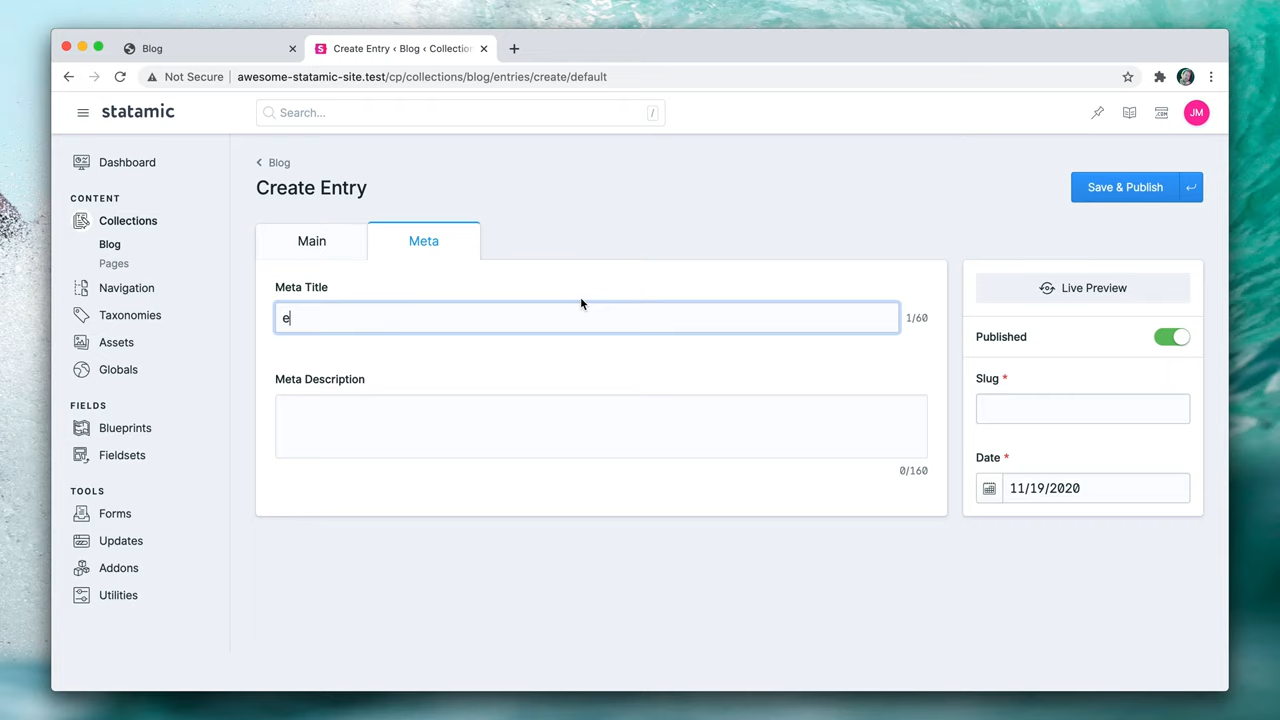 Blog
Create Entry ‹ Blog ‹ Collection
Not Secure
awesome-statamic-site.test/cp/collections/blog/entries/create/default
statamic
Search...
/
.COM
JM
Dashboard
CONTENT
Collections
Blog
Pages
Navigation
Taxonomies
Assets
Globals
FIELDS
Blueprints
Fieldsets
TOOLS
Forms
Updates
Addons
Utilities
Blog
Create Entry
Save & Publish
Main
Meta
Meta Title
e
1/60
Meta Description
0/160
Live Preview
Published
Slug *
Date *
11/19/2020